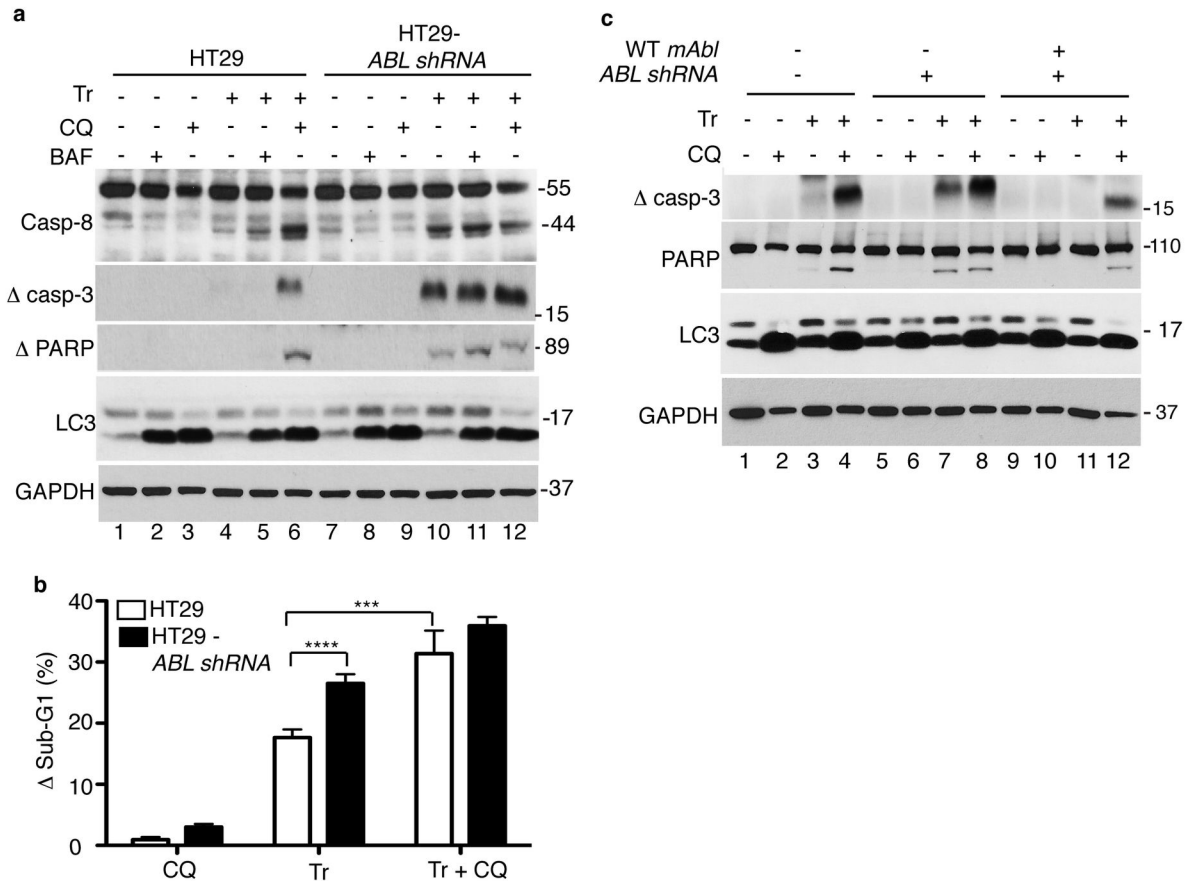 a
HT29
HT29-
ABL shRNA
Tr - - - + + + - - - + + +
CQ - - + - - + - - + - - +
BAF - + - - + - - + - - + -
Casp-8
-55
-44
Δ casp-3
- 15
Δ PARP
- 89
LC3
-17
GAPDH
-37
1 2 3 4 5 6 7 8 9 10 11 12
b
HT29
HT29 -
ABL shRNA
***
****
Δ Sub-G1 (%)
40
30
20
10
0
CQ Tr Tr + CQ
c
WT mAbl - - +
ABL shRNA - + +
Tr - - + + - - + + - - + +
CQ - + - + - + - + - + - +
Δ casp-3
- 15
PARP
-110
LC3
- 17
GAPDH
- 37
1 2 3 4 5 6 7 8 9 10 11 12